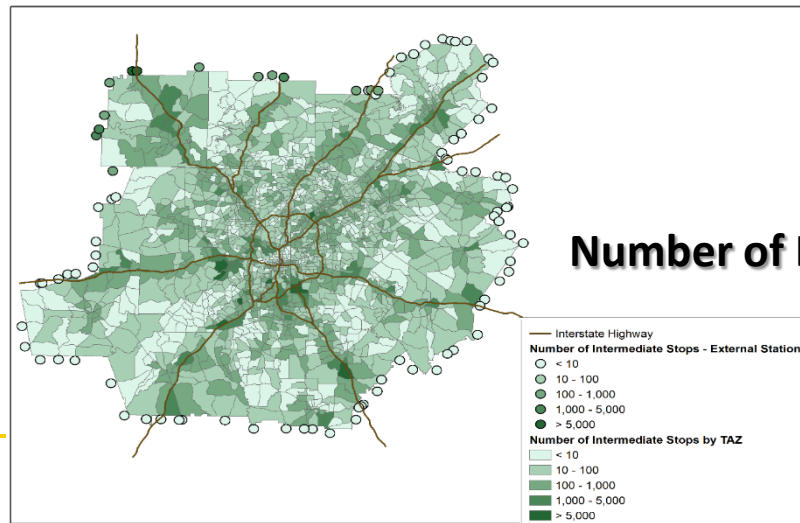 Number of
Interstate Highway
Number of Intermediate Stops - External Station
< 10
10 - 100
100 - 1,000
1,000 - 5,000
> 5,000
Number of Intermediate Stops by TAZ
< 10
10 - 100
100 - 1,000
1,000 - 5,000
> 5,000